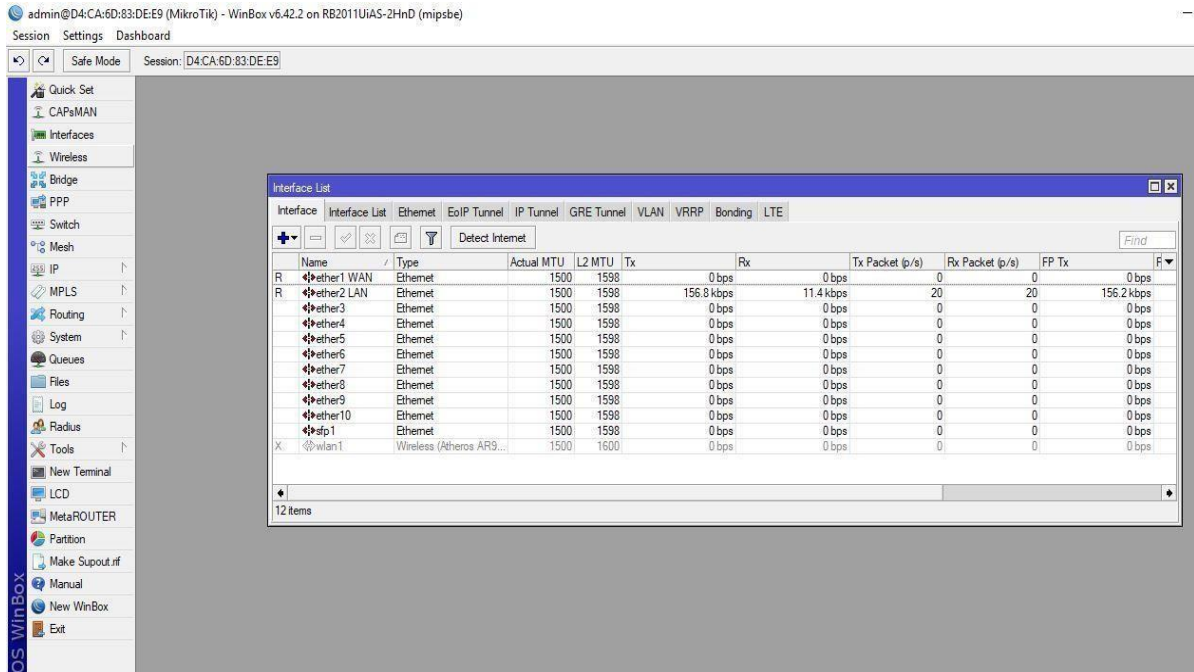 admin@D4:CA:6D:83:DE:E9 (MikroTik) - WinBox v6.42.2 on RB2011UiAS-2HnD (mipsbe)
Session Settings Dashboard
Safe Mode Session: D4:CA:6D:83:DE:E9
Quick Set
CAPsMAN
Interfaces
Wireless
Bridge
PPP
Switch
Mesh
IP
MPLS
Routing
System
Queues
Files
Log
Radius
Tools
New Terminal
LCD
MetaROUTER
Partition
Make Supout.rif
Manual
New WinBox
Exit
OS WinBox
Interface List
Interface Interface List Ethernet EoIP Tunnel IP Tunnel GRE Tunnel VLAN VRRP Bonding LTE
Detect Internet Find
Name Type Actual MTU L2 MTU Tx Rx Tx Packet (p/s) Rx Packet (p/s) FP Tx F
R ether1 WAN Ethernet 1500 1598 0 bps 0 bps 0 0 0 bps
R ether2 LAN Ethernet 1500 1598 156.8 kbps 11.4 kbps 20 20 156.2 kbps
ether3 Ethernet 1500 1598 0 bps 0 bps 0 0 0 bps
ether4 Ethernet 1500 1598 0 bps 0 bps 0 0 0 bps
ether5 Ethernet 1500 1598 0 bps 0 bps 0 0 0 bps
ether6 Ethernet 1500 1598 0 bps 0 bps 0 0 0 bps
ether7 Ethernet 1500 1598 0 bps 0 bps 0 0 0 bps
ether8 Ethernet 1500 1598 0 bps 0 bps 0 0 0 bps
ether9 Ethernet 1500 1598 0 bps 0 bps 0 0 0 bps
ether10 Ethernet 1500 1598 0 bps 0 bps 0 0 0 bps
sfp1 Ethernet 1500 1598 0 bps 0 bps 0 0 0 bps
X wlan1 Wireless (Atheros AR9... 1500 1600 0 bps 0 bps 0 0 0 bps
12 items